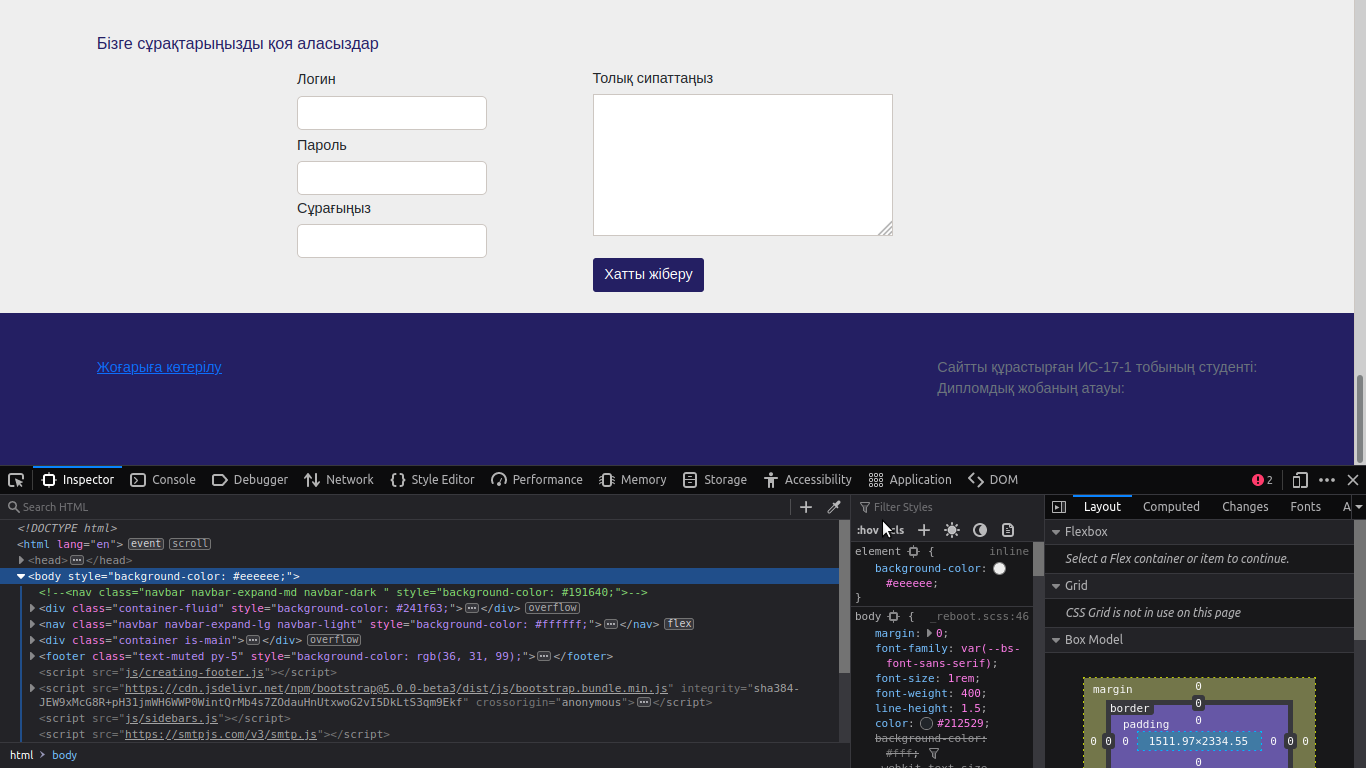 Бізге сұрақтарыңызды қоя аласыздар
Логин
Толық сипаттаңыз
Пароль
Сұрағыңыз
Хатты жіберу
Жоғарыға көтерілу
Сайтты құрастырған ИС-17-1 тобының студенті:
Дипломдық жобаның атауы:
Inspector Console Debugger Network Style Editor Performance Memory Storage Accessibility Application DOM 2
Search HTML
<!DOCTYPE html>
<html lang="en"> event scroll
<head></head>
<body style="background-color: #eeeeee;">
<!--<nav class="navbar navbar-expand-md navbar-dark " style="background-color: #191640;">-->
<div class="container-fluid" style="background-color: #241f63;"></div> overflow
<nav class="navbar navbar-expand-lg navbar-light" style="background-color: #ffffff;"></nav> flex
<div class="container is-main"></div> overflow
<footer class="text-muted py-5" style="background-color: rgb(36, 31, 99);"></footer>
<script src="js/creating-footer.js"></script>
<script src="https://cdn.jsdelivr.net/npm/bootstrap@5.0.0-beta3/dist/js/bootstrap.bundle.min.js" integrity="sha384-
JEW9xMcG8R+pH31jmWH6WWP0WintQrMb4s7ZOdauHnUtxwoG2vI5DkLtS3qm9Ekf" crossorigin="anonymous"></script>
<script src="js/sidebars.js"></script>
<script src="https://smtpjs.com/v3/smtp.js"></script>
html > body
Filter Styles
:hov
element { inline
background-color:
#eeeeee;
}
body { _reboot.scss:46
margin: 0;
font-family: var(--bs-
font-sans-serif);
font-size: 1rem;
font-weight: 400;
line-height: 1.5;
color: #212529;
background-color:
#fff;
-webkit-text-size-
Layout Computed Changes Fonts A
Flexbox
Select a Flex container or item to continue.
Grid
CSS Grid is not in use on this page
Box Model
margin 0
border 0
padding 0
0 0 0 1511.97×2334.55 0 0 0
0